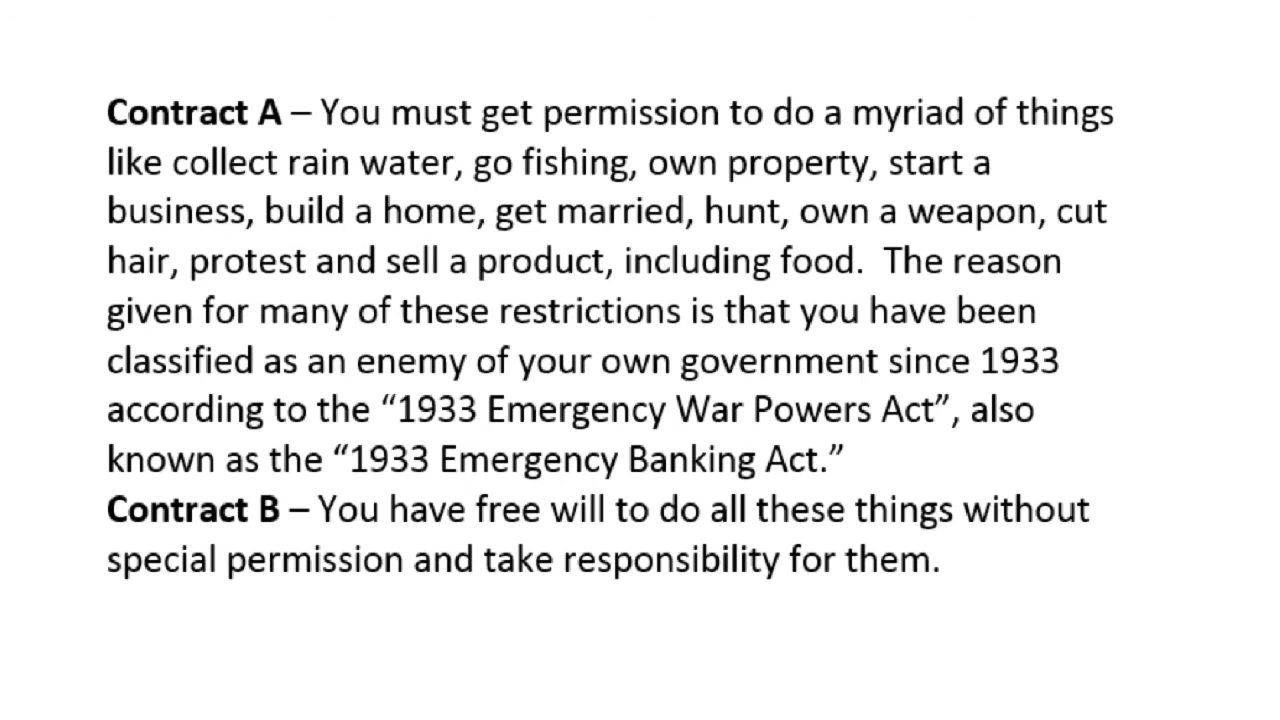 Contract A – You must get permission to do a myriad of things
like collect rain water, go fishing, own property, start a
business, build a home, get married, hunt, own a weapon, cut
hair, protest and sell a product, including food.  The reason
given for many of these restrictions is that you have been
classified as an enemy of your own government since 1933
according to the “1933 Emergency War Powers Act”, also
known as the “1933 Emergency Banking Act.”
Contract B – You have free will to do all these things without
special permission and take responsibility for them.